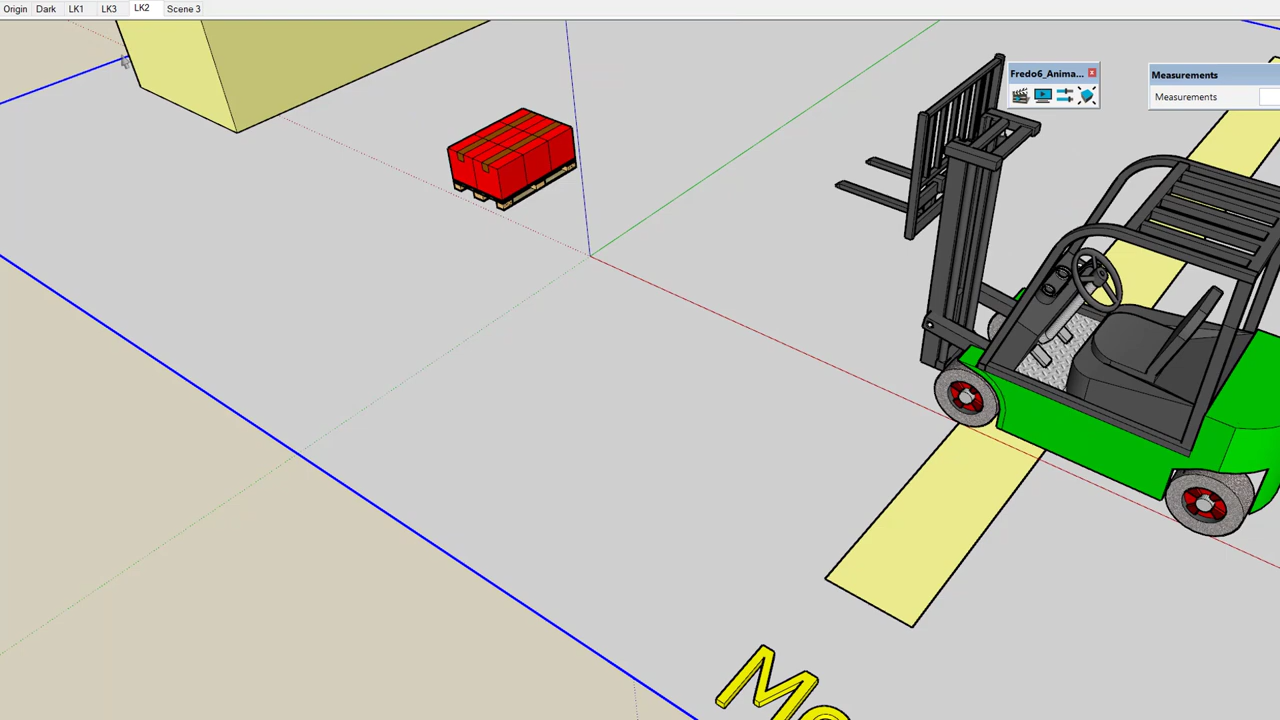 Origin Dark LK1 LK3 LK2 Scene 3
Fredo6_Anima...
Measurements
Measurements